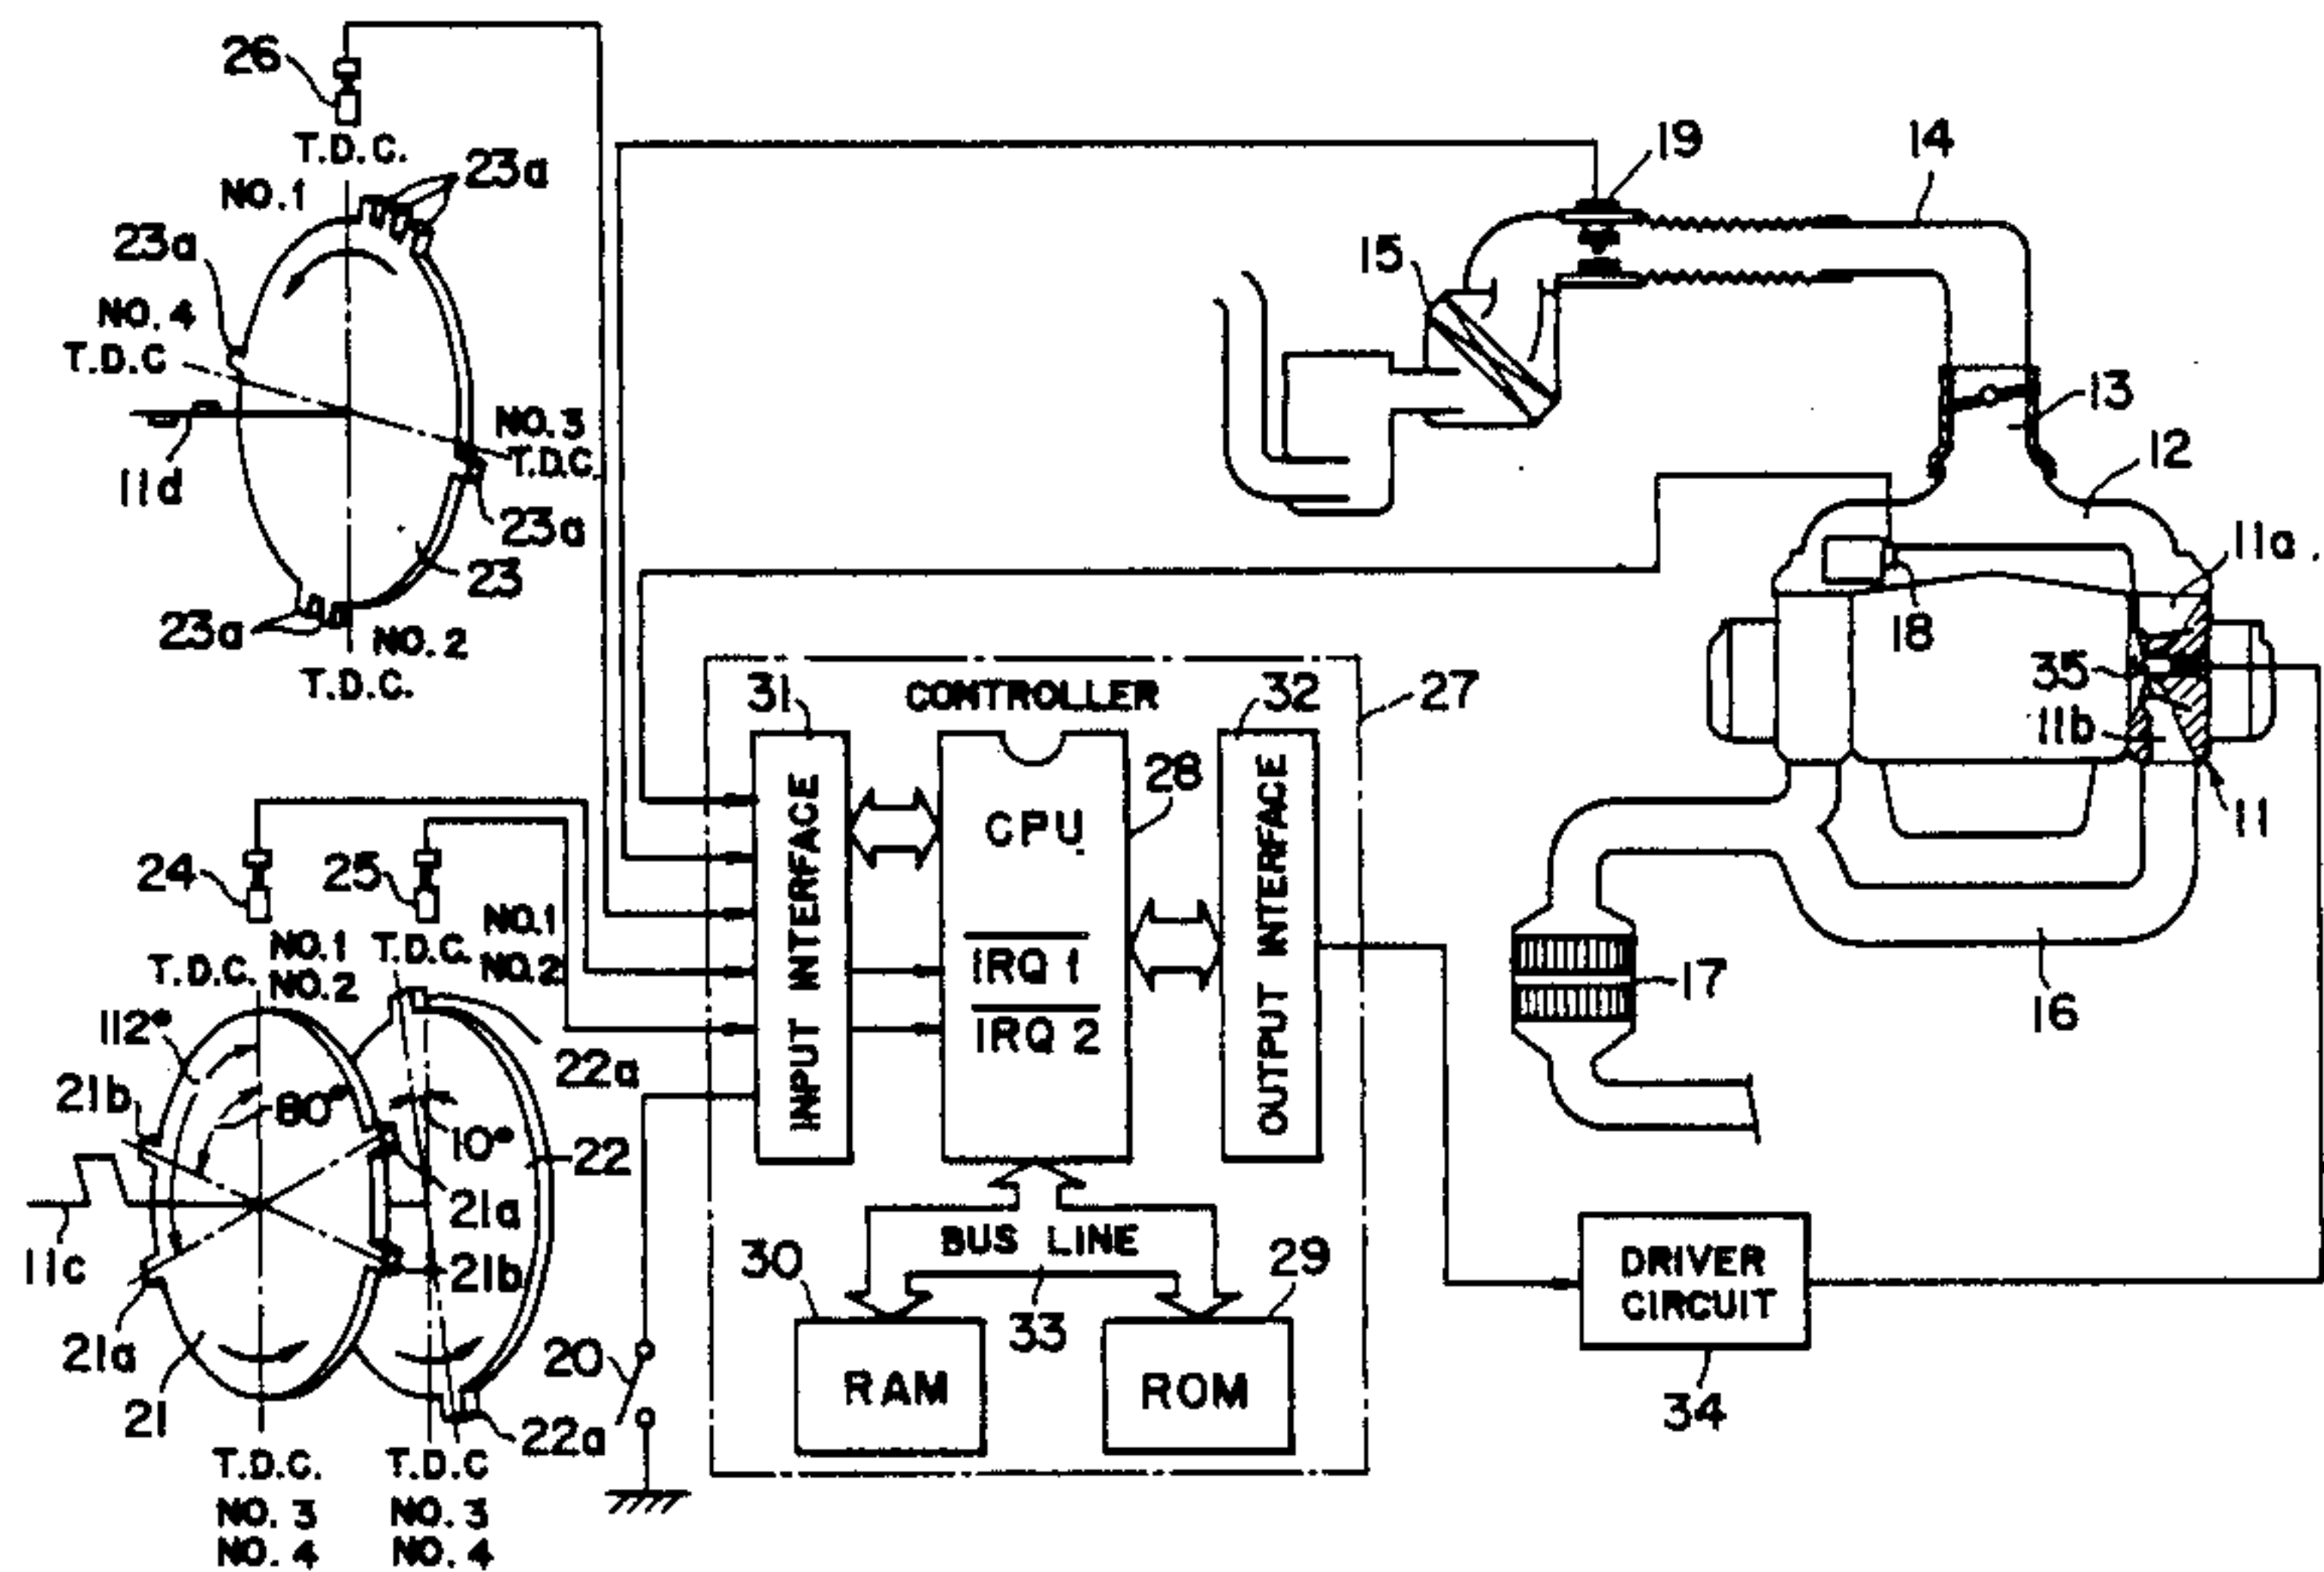 26
T.D.C.
NO.1
23a
23a
NO.4
T.D.C
11d
NO.3
T.D.C.
23a
23
23a
NO.2
T.D.C.
19
14
15
13
12
11a
18
35
11b
11
17
16
CONTROLLER
27
31
32
28
INPUT INTERFACE
CPU
IRQ 1
IRQ 2
OUTPUT INTERFACE
BUS LINE
30
29
33
RAM
ROM
DRIVER
CIRCUIT
34
20
24
25
NO.1
NO.2
T.D.C.
T.D.C.
NO.1
NO.2
112°
21b
80°
10°
22a
22
21a
21b
11c
21a
21
22a
T.D.C.
NO.3
NO.4
T.D.C
NO.3
NO.4